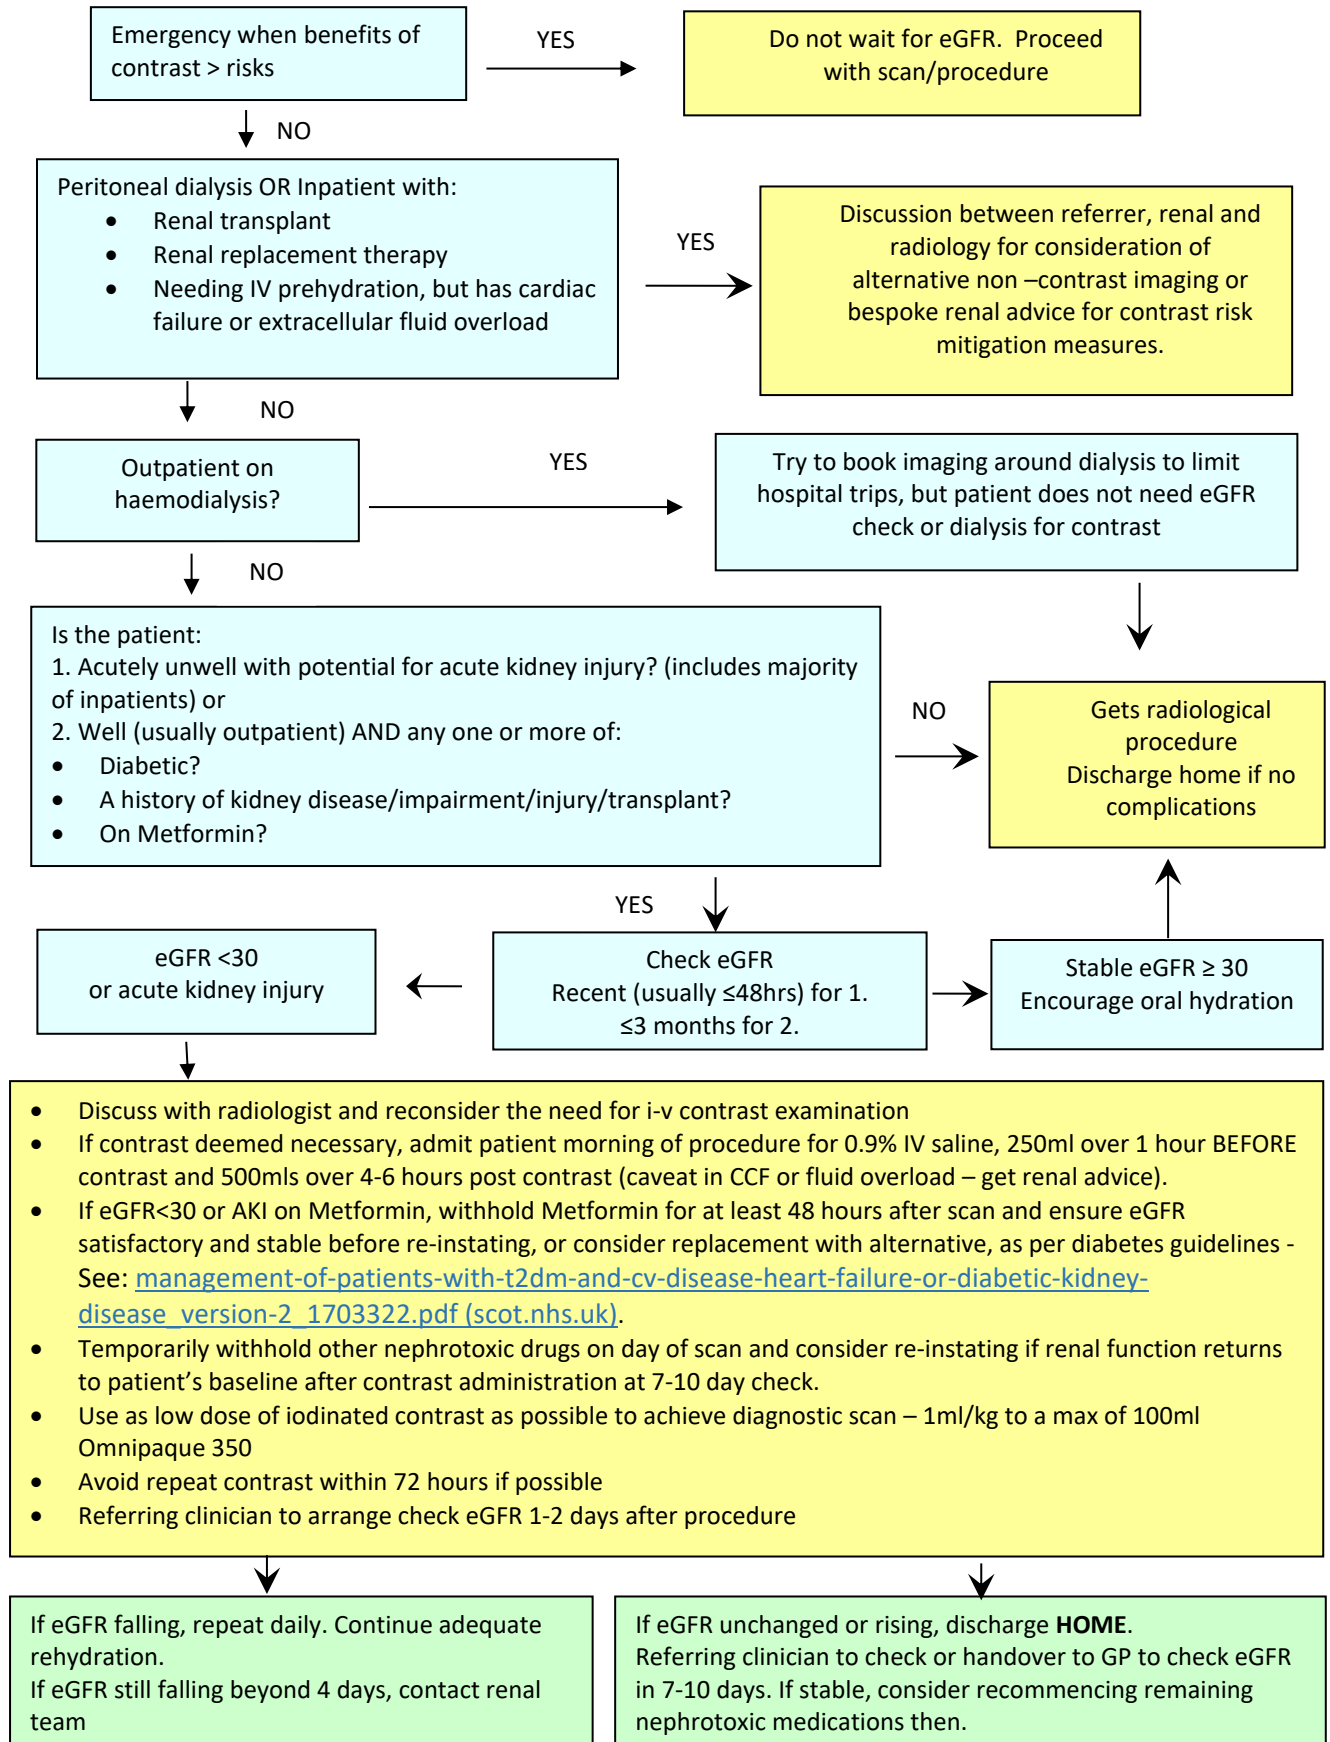 Emergency when benefits of
contrast > risks
YES
Do not wait for eGFR.  Proceed
with scan/procedure
NO
Peritoneal dialysis OR Inpatient with:
• Renal transplant
• Renal replacement therapy
• Needing IV prehydration, but has cardiac
failure or extracellular fluid overload
YES
Discussion between referrer, renal and
radiology for consideration of
alternative non –contrast imaging or
bespoke renal advice for contrast risk
mitigation measures.
NO
Outpatient on
haemodialysis?
YES
Try to book imaging around dialysis to limit
hospital trips, but patient does not need eGFR
check or dialysis for contrast
NO
Is the patient:
1. Acutely unwell with potential for acute kidney injury? (includes majority
of inpatients) or
2. Well (usually outpatient) AND any one or more of:
• Diabetic?
• A history of kidney disease/impairment/injury/transplant?
• On Metformin?
NO
Gets radiological
procedure
Discharge home if no
complications
YES
eGFR <30
or acute kidney injury
Check eGFR
Recent (usually ≤48hrs) for 1.
≤3 months for 2.
Stable eGFR ≥ 30
Encourage oral hydration
• Discuss with radiologist and reconsider the need for i-v contrast examination
• If contrast deemed necessary, admit patient morning of procedure for 0.9% IV saline, 250ml over 1 hour BEFORE
contrast and 500mls over 4-6 hours post contrast (caveat in CCF or fluid overload – get renal advice).
• If eGFR<30 or AKI on Metformin, withhold Metformin for at least 48 hours after scan and ensure eGFR
satisfactory and stable before re-instating, or consider replacement with alternative, as per diabetes guidelines -
See: management-of-patients-with-t2dm-and-cv-disease-heart-failure-or-diabetic-kidney-
disease_version-2_1703322.pdf (scot.nhs.uk).
• Temporarily withhold other nephrotoxic drugs on day of scan and consider re-instating if renal function returns
to patient’s baseline after contrast administration at 7-10 day check.
• Use as low dose of iodinated contrast as possible to achieve diagnostic scan – 1ml/kg to a max of 100ml
Omnipaque 350
• Avoid repeat contrast within 72 hours if possible
• Referring clinician to arrange check eGFR 1-2 days after procedure
If eGFR falling, repeat daily. Continue adequate
rehydration.
If eGFR still falling beyond 4 days, contact renal
team
If eGFR unchanged or rising, discharge HOME.
Referring clinician to check or handover to GP to check eGFR
in 7-10 days. If stable, consider recommencing remaining
nephrotoxic medications then.